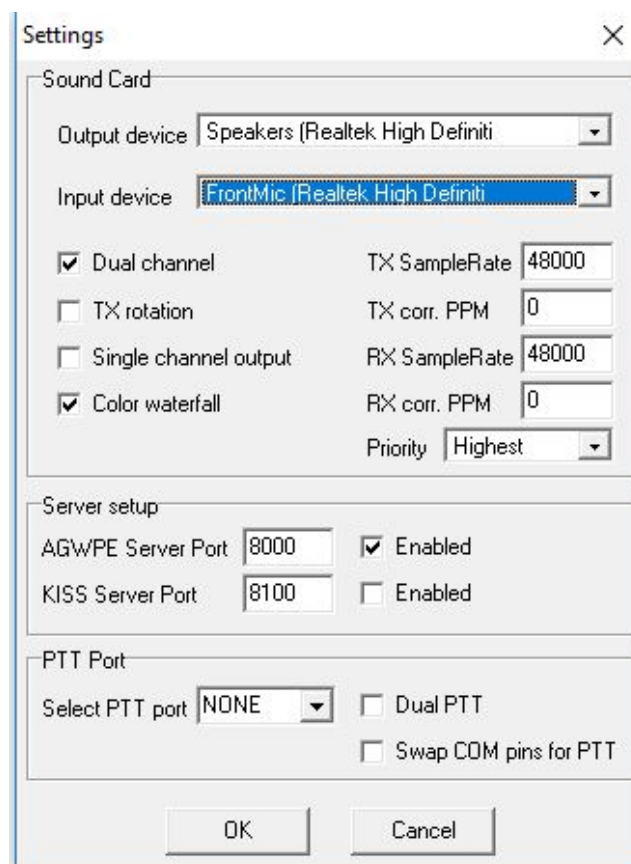 Settings
Sound Card
Output device Speakers (Realtek High Definiti
Input device FrontMic (Realtek High Definiti
Dual channel TX SampleRate 48000
TX rotation TX corr. PPM 0
Single channel output RX SampleRate 48000
Color waterfall RX corr. PPM 0
Priority Highest
Server setup
AGWPE Server Port 8000 Enabled
KISS Server Port 8100 Enabled
PTT Port
Select PTT port NONE Dual PTT
Swap COM pins for PTT
OK Cancel